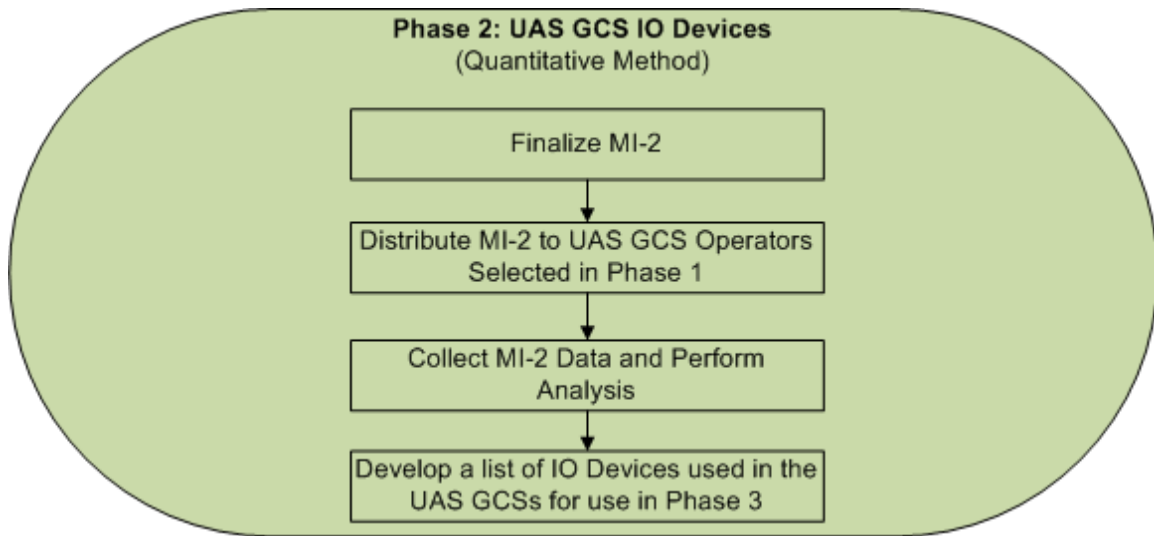 Phase 2: UAS GCS IO Devices
(Quantitative Method)
Finalize MI-2
Distribute MI-2 to UAS GCS Operators
Selected in Phase 1
Collect MI-2 Data and Perform
Analysis
Develop a list of IO Devices used in the
UAS GCSs for use in Phase 3